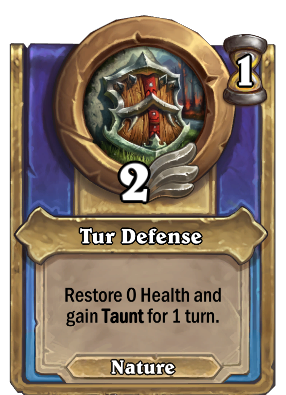 1
2
Tur Defense
Restore 0 Health and
gain Taunt for 1 turn.
Nature